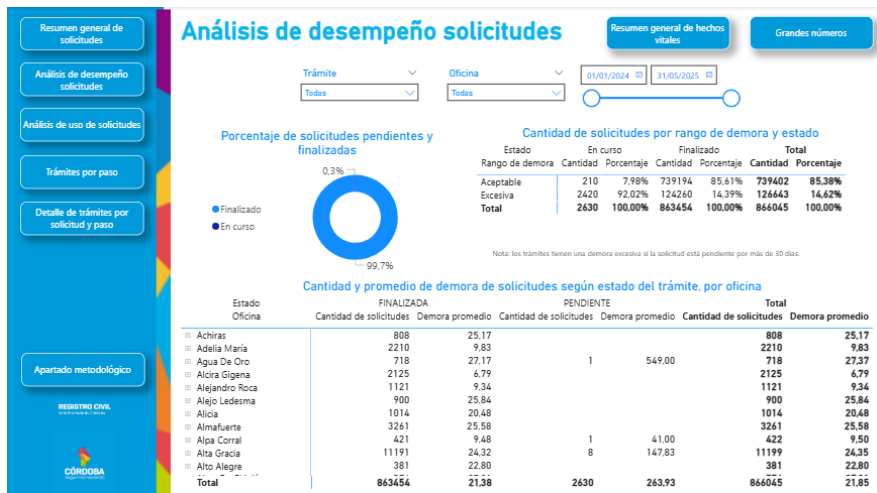 Resumen general de
solicitudes
Análisis de desempeño
solicitudes
Análisis de uso de solicitudes
Trámites por paso
Detalle de trámites por
solicitud y paso
Apartado metodológico
REGISTRO CIVIL
CÓRDOBA
Análisis de desempeño solicitudes
Resumen general de hechos
vitales
Grandes números
Trámite
Todas
Oficina
Todas
01/01/2024 31/05/2025
Porcentaje de solicitudes pendientes y
finalizadas
0,3%
Finalizado
En curso
99,7%
Cantidad de solicitudes por rango de demora y estado
Estado En curso Finalizado Total
Rango de demora Cantidad Porcentaje Cantidad Porcentaje Cantidad Porcentaje
Aceptable 210 7,98% 739194 85,61% 739402 85,38%
Excesiva 2420 92,02% 124260 14,39% 126643 14,62%
Total 2630 100,00% 863454 100,00% 866045 100,00%
Nota: los trámites tienen una demora excesiva si la solicitud está pendiente por más de 30 días.
Cantidad y promedio de demora de solicitudes según estado del trámite, por oficina
Estado FINALIZADA PENDIENTE Total
Oficina Cantidad de solicitudes Demora promedio Cantidad de solicitudes Demora promedio Cantidad de solicitudes Demora promedio
Achiras 808 25,17 808 25,17
Adelia María 2210 9,83 2210 9,83
Agua De Oro 718 27,17 1 549,00 718 27,37
Alcira Gigena 2125 6,79 2125 6,79
Alejandro Roca 1121 9,34 1121 9,34
Alejo Ledesma 900 25,84 900 25,84
Alicia 1014 20,48 1014 20,48
Almafuerte 3261 25,58 3261 25,58
Alpa Corral 421 9,48 1 41,00 422 9,50
Alta Gracia 11191 24,32 8 147,83 11199 24,35
Alto Alegre 381 22,80 381 22,80
Total 863454 21,38 2630 263,93 866045 21,85